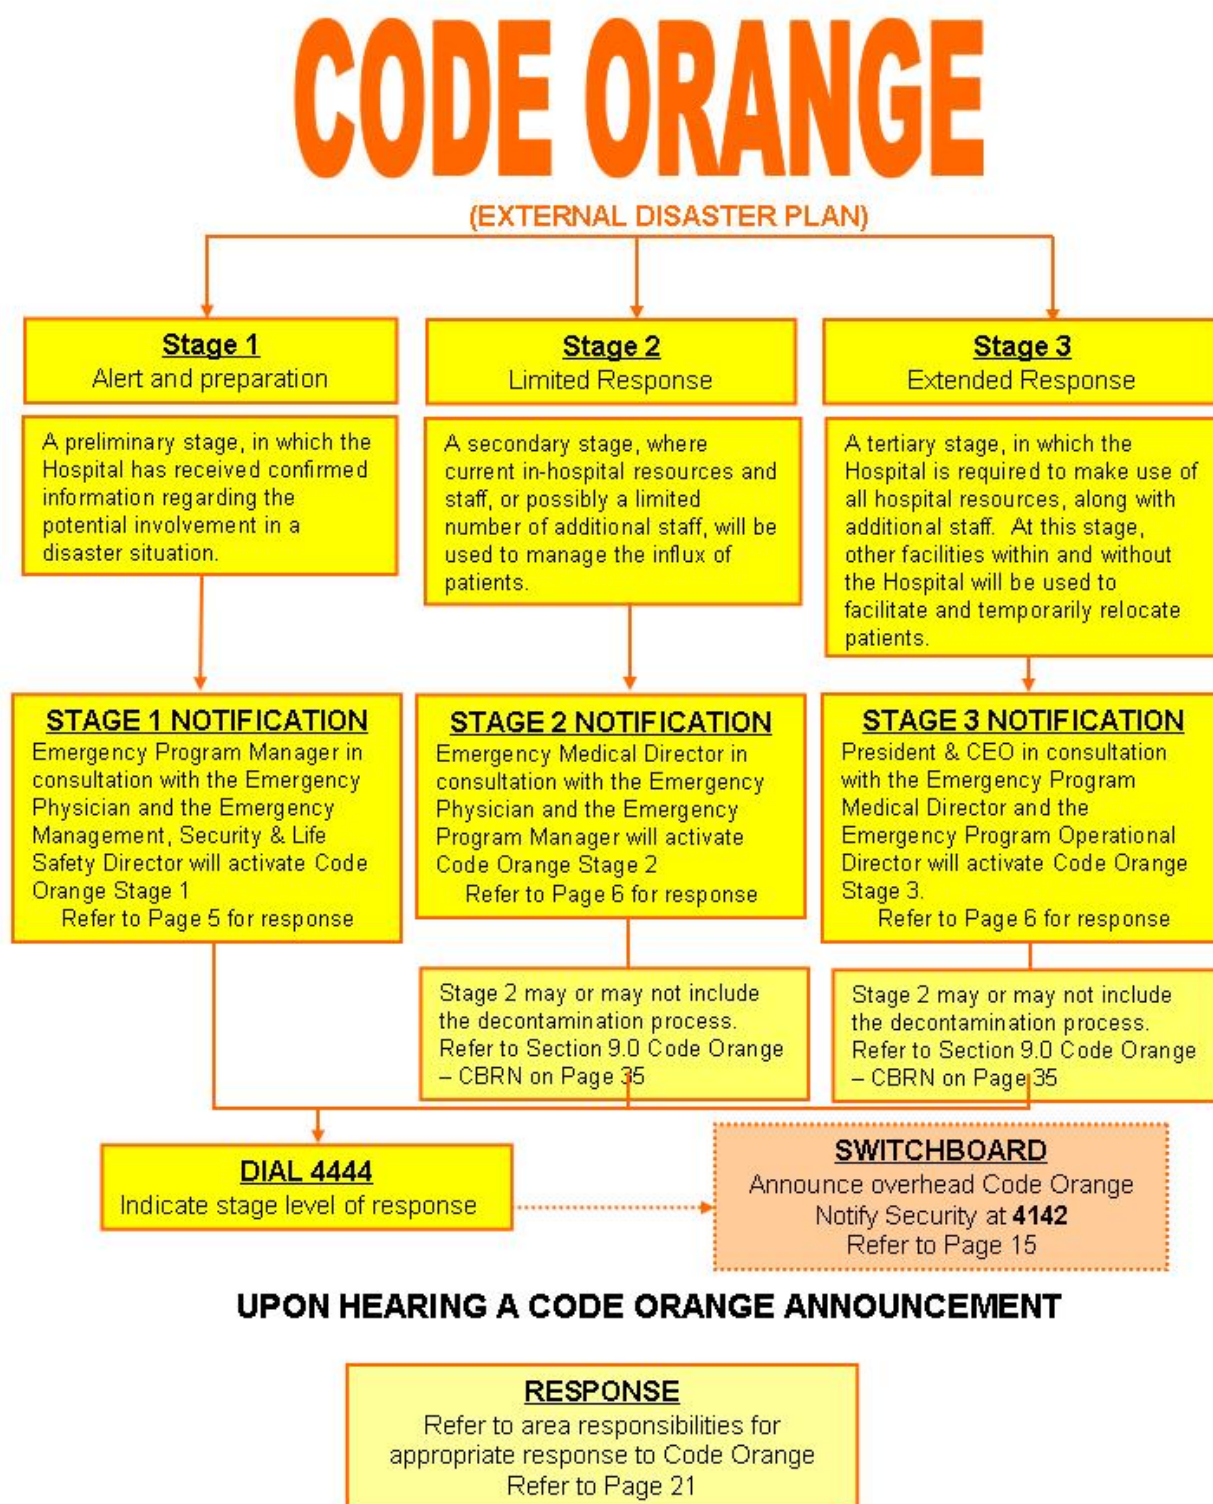 CODE ORANGE
(EXTERNAL DISASTER PLAN)
Stage 1
Alert and preparation
A preliminary stage, in which the
Hospital has received confirmed
information regarding the
potential involvement in a
disaster situation.
STAGE 1 NOTIFICATION
Emergency Program Manager in
consultation with the Emergency
Physician and the Emergency
Management, Security & Life
Safety Director will activate Code
Orange Stage 1
Refer to Page 5 for response
Stage 2
Limited Response
A secondary stage, where
current in-hospital resources and
staff, or possibly a limited
number of additional staff, will be
used to manage the influx of
patients.
STAGE 2 NOTIFICATION
Emergency Medical Director in
consultation with the Emergency
Physician and the Emergency
Program Manager will activate
Code Orange Stage 2
Refer to Page 6 for response
Stage 2 may or may not include
the decontamination process.
Refer to Section 9.0 Code Orange
– CBRN on Page 35
Stage 3
Extended Response
A tertiary stage, in which the
Hospital is required to make use of
all hospital resources, along with
additional staff. At this stage,
other facilities within and without
the Hospital will be used to
facilitate and temporarily relocate
patients.
STAGE 3 NOTIFICATION
President & CEO in consultation
with the Emergency Program
Medical Director and the
Emergency Program Operational
Director will activate Code Orange
Stage 3.
Refer to Page 6 for response
Stage 2 may or may not include
the decontamination process.
Refer to Section 9.0 Code Orange
– CBRN on Page 35
DIAL 4444
Indicate stage level of response
SWITCHBOARD
Announce overhead Code Orange
Notify Security at 4142
Refer to Page 15
UPON HEARING A CODE ORANGE ANNOUNCEMENT
RESPONSE
Refer to area responsibilities for
appropriate response to Code Orange
Refer to Page 21